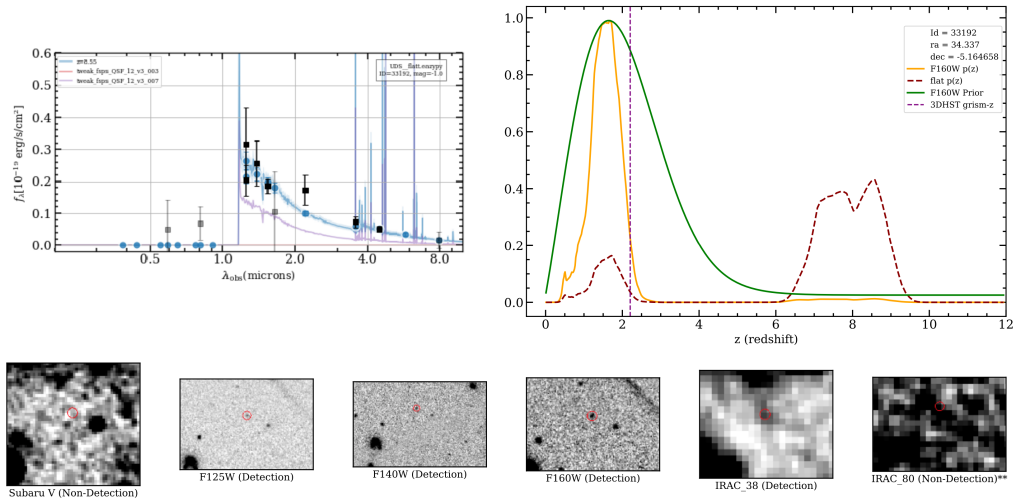 z=8.55
tweak_fsps_QSF_12_v3_003
tweak_fsps_QSF_12_v3_007
UDS_flatt.eazypy
ID=33192, mag=-1.0
0.6
0.5
0.4
0.3
0.2
0.1
0.0
fλ[10⁻¹⁹ erg/s/cm²]
0.5
1.0
2.0
4.0
8.0
λobs(microns)
1.0
0.8
0.6
0.4
0.2
0.0
Id = 33192
ra = 34.337
dec = -5.164658
F160W p(z)
flat p(z)
F160W Prior
3DHST grism-z
0
2
4
6
8
10
12
z (redshift)
Subaru V (Non-Detection)
F125W (Detection)
F140W (Detection)
F160W (Detection)
IRAC_38 (Detection)
IRAC_80 (Non-Detection)**